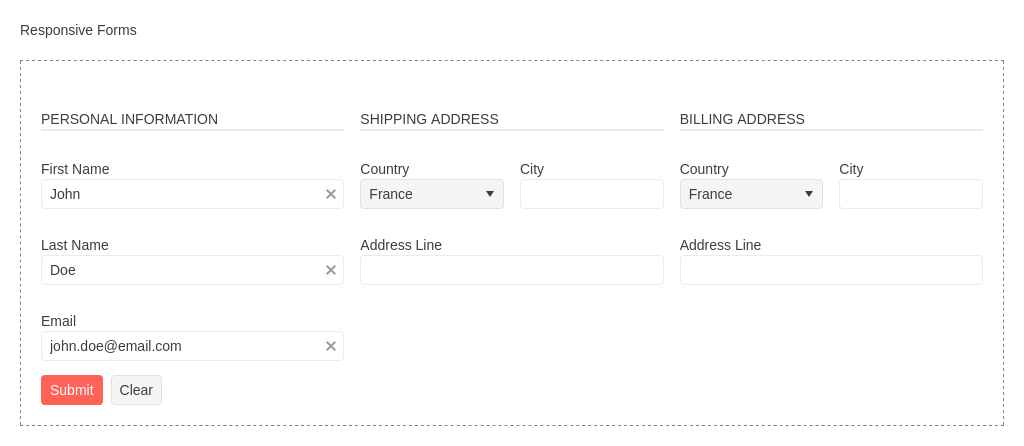 Responsive Forms
PERSONAL INFORMATION
First Name
John
Last Name
Doe
Email
john.doe@email.com
Submit Clear
SHIPPING ADDRESS
Country City
France
Address Line
BILLING ADDRESS
Country City
France
Address Line